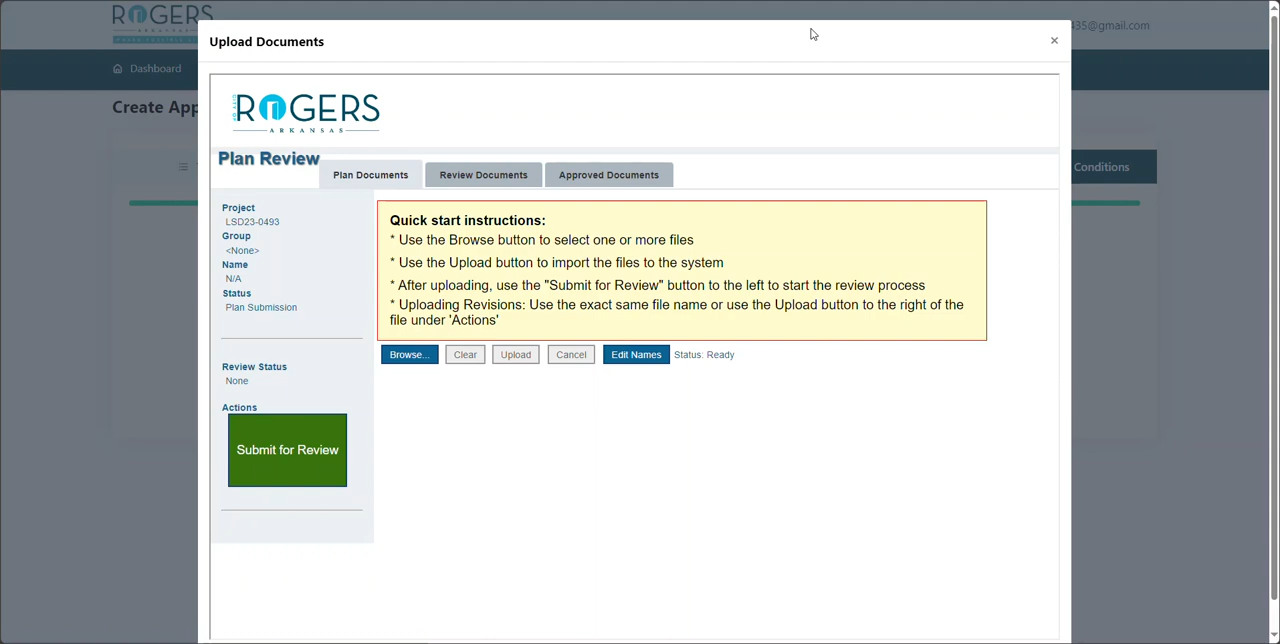 ROGERS
ARKANSAS
435@gmail.com
Upload Documents
×
Dashboard
Create App
Conditions
CITY OF
ROGERS
ARKANSAS
Plan Review
Plan Documents
Review Documents
Approved Documents
Project
LSD23-0493
Group
<None>
Name
N/A
Status
Plan Submission
Review Status
None
Actions
Submit for Review
Quick start instructions:
* Use the Browse button to select one or more files
* Use the Upload button to import the files to the system
* After uploading, use the "Submit for Review" button to the left to start the review process
* Uploading Revisions: Use the exact same file name or use the Upload button to the right of the
file under 'Actions'
Browse...
Clear
Upload
Cancel
Edit Names
Status: Ready